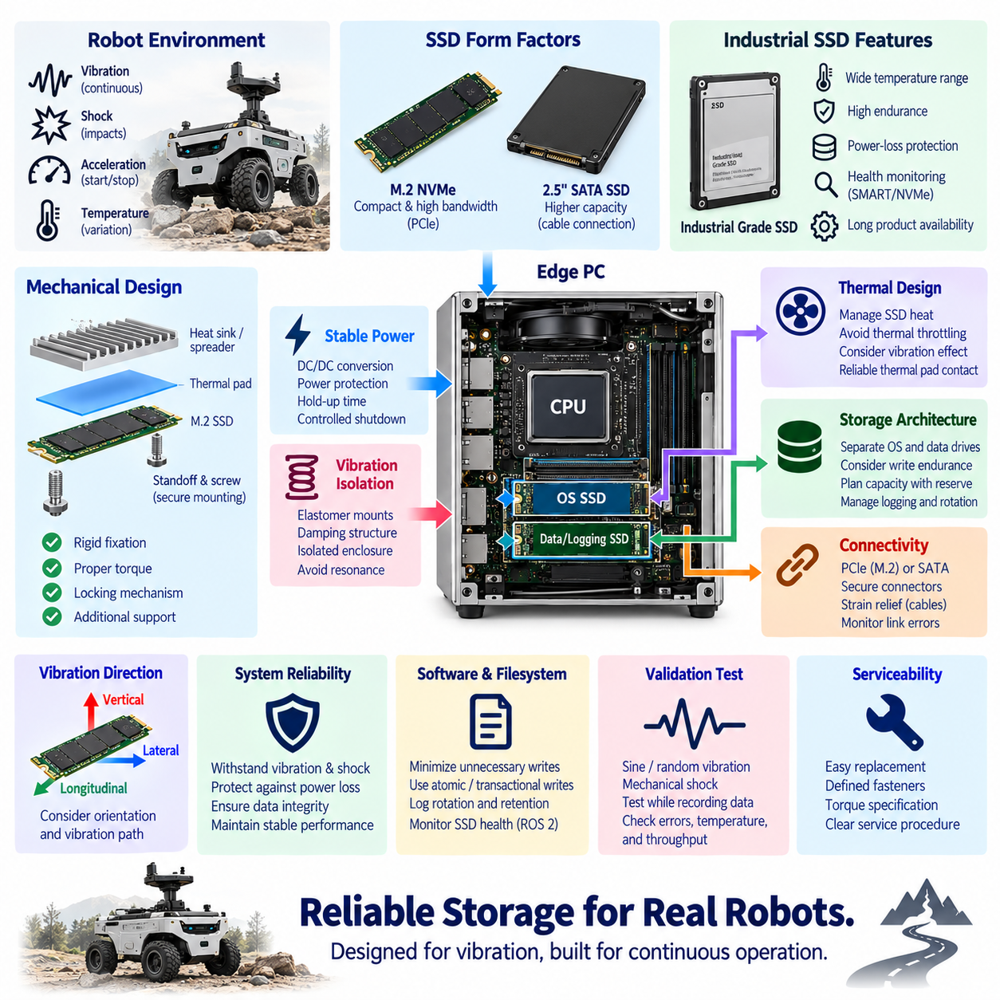 Robot Environment
Vibration
(continuous)
Shock
(impacts)
Acceleration
(start/stop)
Temperature
(variation)
SSD Form Factors
M.2 NVMe
Compact & high bandwidth
(PCIe)
2.5" SATA SSD
Higher capacity
(cable connection)
Industrial SSD Features
Industrial Grade SSD
Wide temperature range
High endurance
Power-loss protection
Health monitoring
(SMART/NVMe)
Long product availability
Mechanical Design
Heat sink /
spreader
Thermal pad
M.2 SSD
Standoff & screw
(secure mounting)
Rigid fixation
Proper torque
Locking mechanism
Additional support
Stable Power
DC/DC conversion
Power protection
Hold-up time
Controlled shutdown
Vibration
Isolation
Elastomer mounts
Damping structure
Isolated enclosure
Avoid resonance
Edge PC
CPU
OS SSD
Data/Logging SSD
Thermal Design
Manage SSD heat
Avoid thermal throttling
Consider vibration effect
Reliable thermal pad contact
Storage Architecture
Separate OS and data drives
Consider write endurance
Plan capacity with reserve
Manage logging and rotation
Connectivity
PCIe (M.2) or SATA
Secure connectors
Strain relief (cables)
Monitor link errors
Vibration Direction
Vertical
Lateral
Longitudinal
Consider orientation
and vibration path
System Reliability
Withstand vibration & shock
Protect against power loss
Ensure data integrity
Maintain stable performance
Software & Filesystem
Minimize unnecessary writes
Use atomic / transactional writes
Log rotation and retention
Monitor SSD health (ROS 2)
Validation Test
Sine / random vibration
Mechanical shock
Test while recording data
Check errors, temperature,
and throughput
Serviceability
Easy replacement
Defined fasteners
Torque specification
Clear service procedure
Reliable Storage for Real Robots.
Designed for vibration, built for continuous operation.